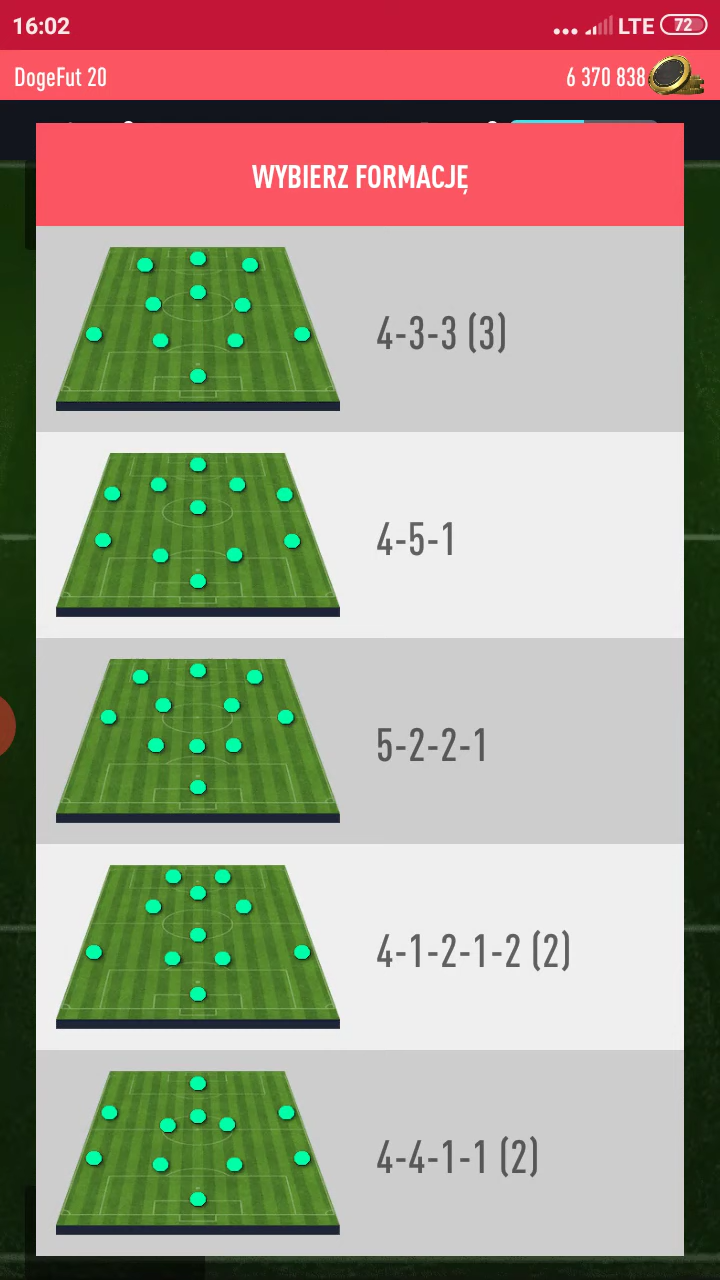 16:02
LTE 72
DogeFut 20
6 370 838
WYBIERZ FORMACJĘ
4-3-3 (3)
4-5-1
5-2-2-1
4-1-2-1-2 (2)
4-4-1-1 (2)